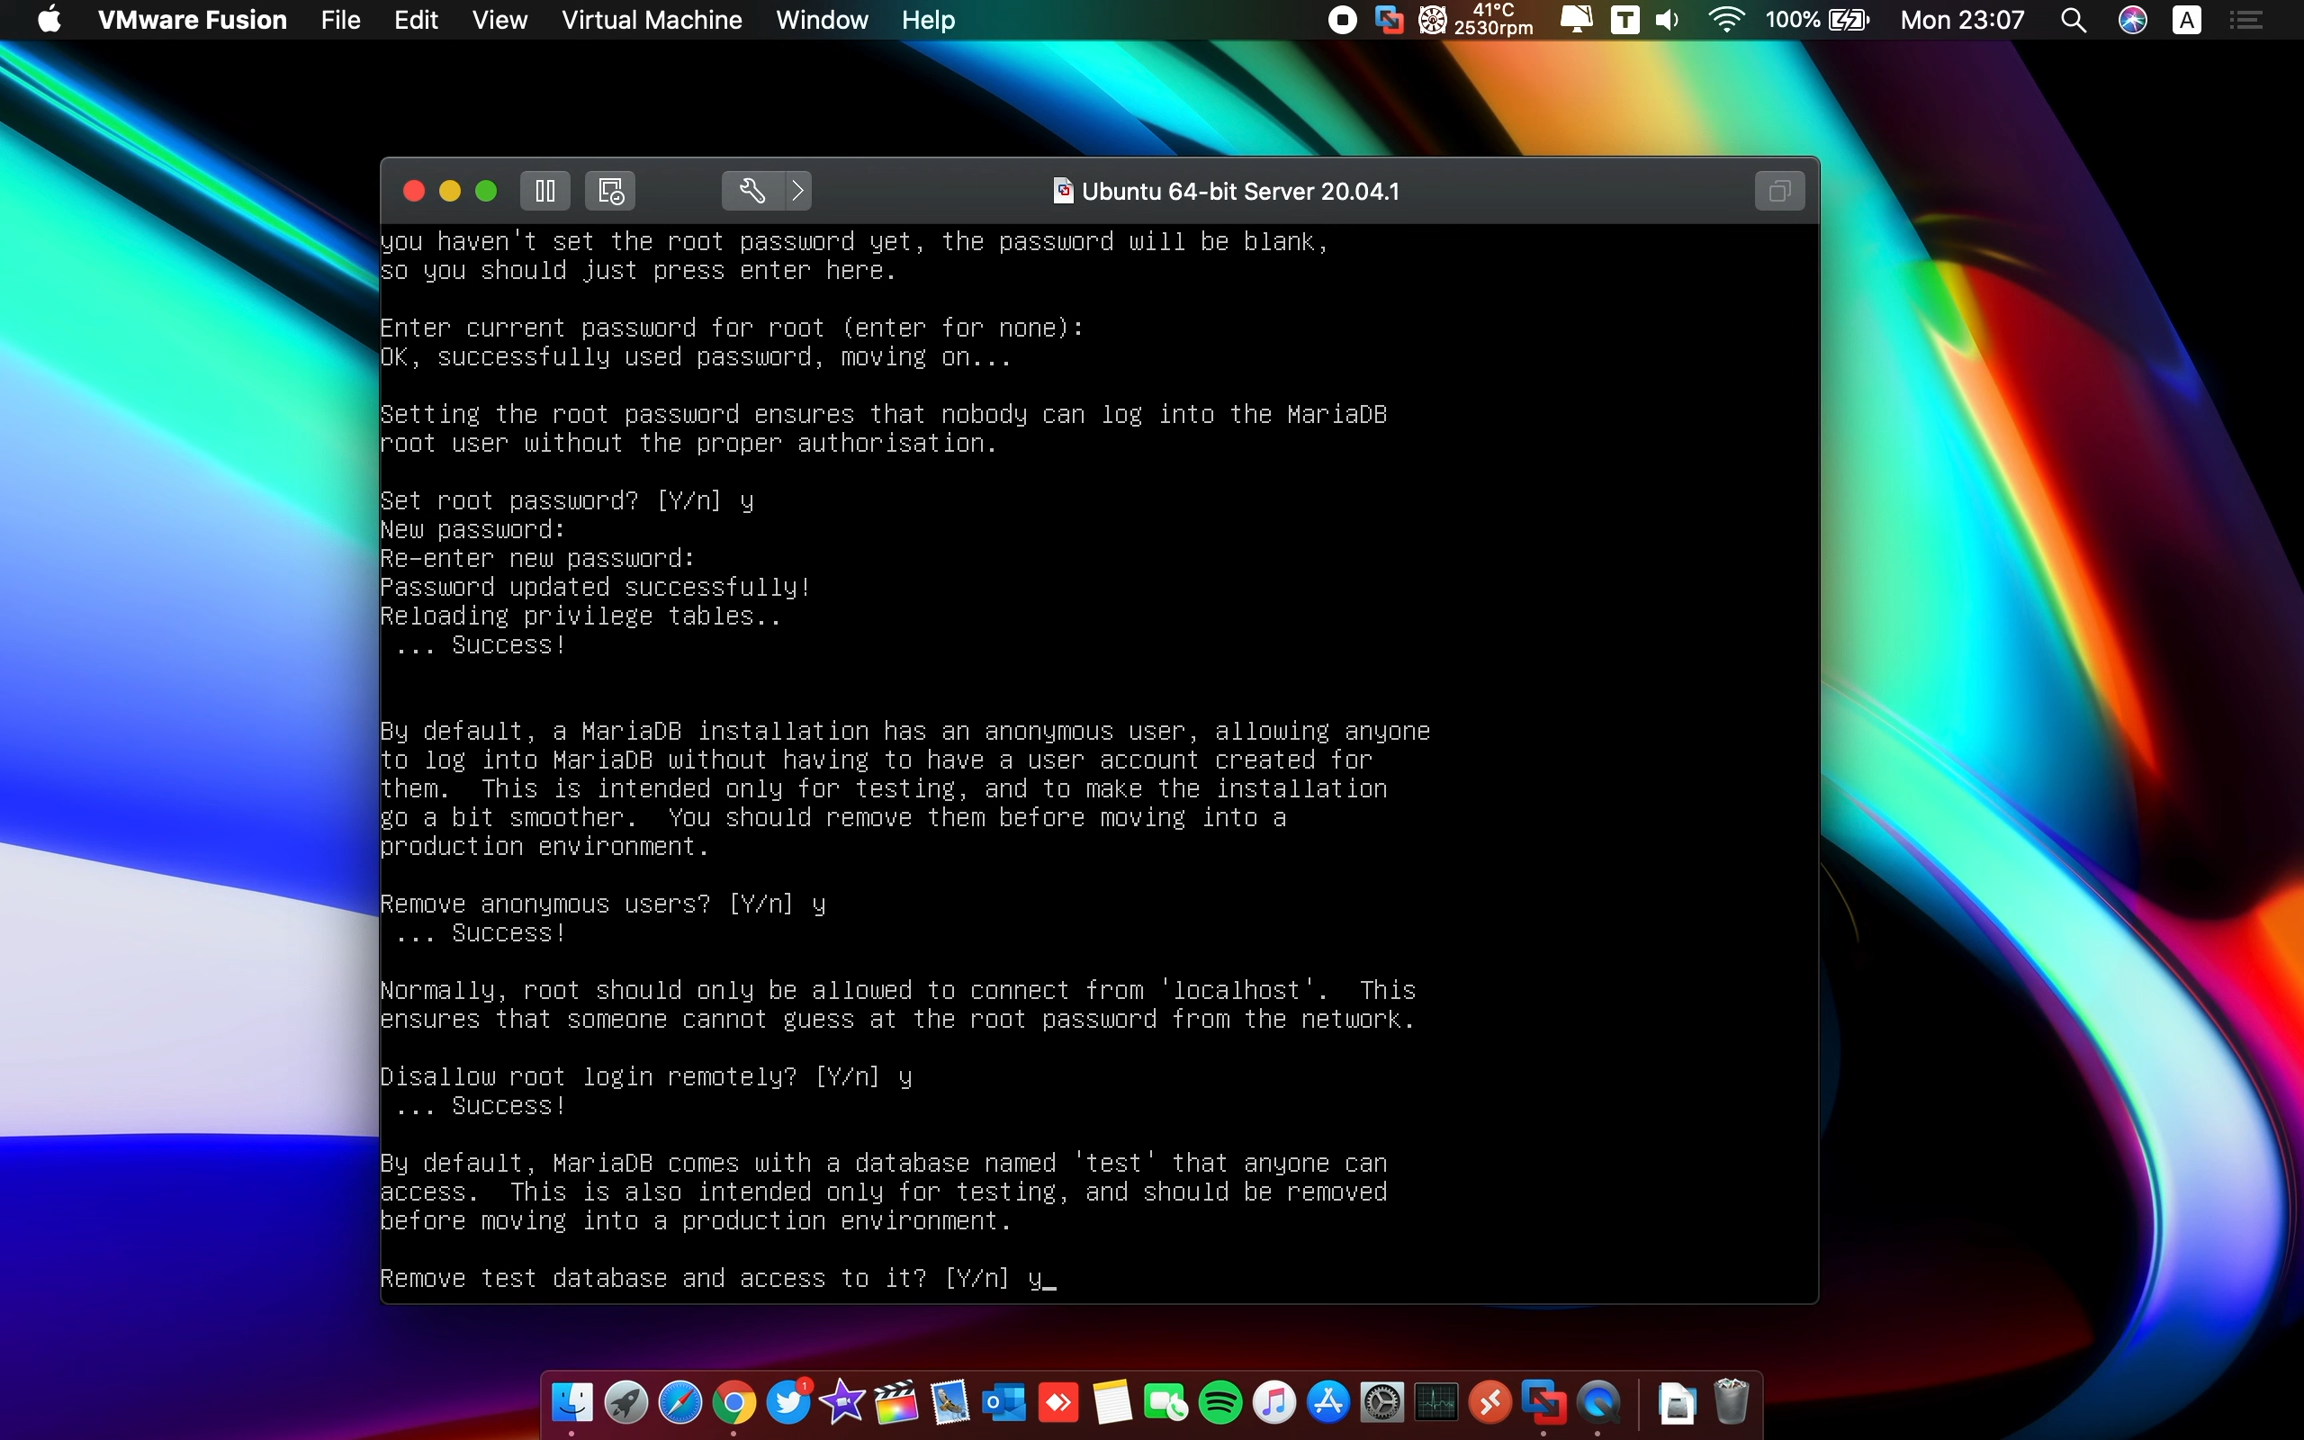 VMware Fusion File Edit View Virtual Machine Window Help 41°C 2530rpm T 100% Mon 23:07 A
Ubuntu 64-bit Server 20.04.1
you haven't set the root password yet, the password will be blank,
so you should just press enter here.
Enter current password for root (enter for none):
OK, successfully used password, moving on...
Setting the root password ensures that nobody can log into the MariaDB
root user without the proper authorisation.
Set root password? [Y/n] y
New password:
Re-enter new password:
Password updated successfully!
Reloading privilege tables..
... Success!
By default, a MariaDB installation has an anonymous user, allowing anyone
to log into MariaDB without having to have a user account created for
them.  This is intended only for testing, and to make the installation
go a bit smoother.  You should remove them before moving into a
production environment.
Remove anonymous users? [Y/n] y
... Success!
Normally, root should only be allowed to connect from 'localhost'.  This
ensures that someone cannot guess at the root password from the network.
Disallow root login remotely? [Y/n] y
... Success!
By default, MariaDB comes with a database named 'test' that anyone can
access.  This is also intended only for testing, and should be removed
before moving into a production environment.
Remove test database and access to it? [Y/n] y_
1